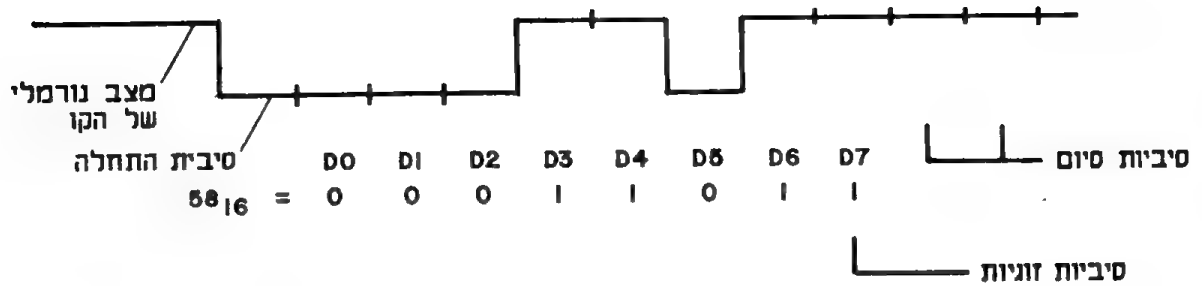 מצב נורמלי
של הקו
סיבית התחלה
D0 D1 D2 D3 D4 D5 D6 D7
סיביות סיום
58₁₆ = 0 0 0 1 1 0 1 1
סיביות זוגיות